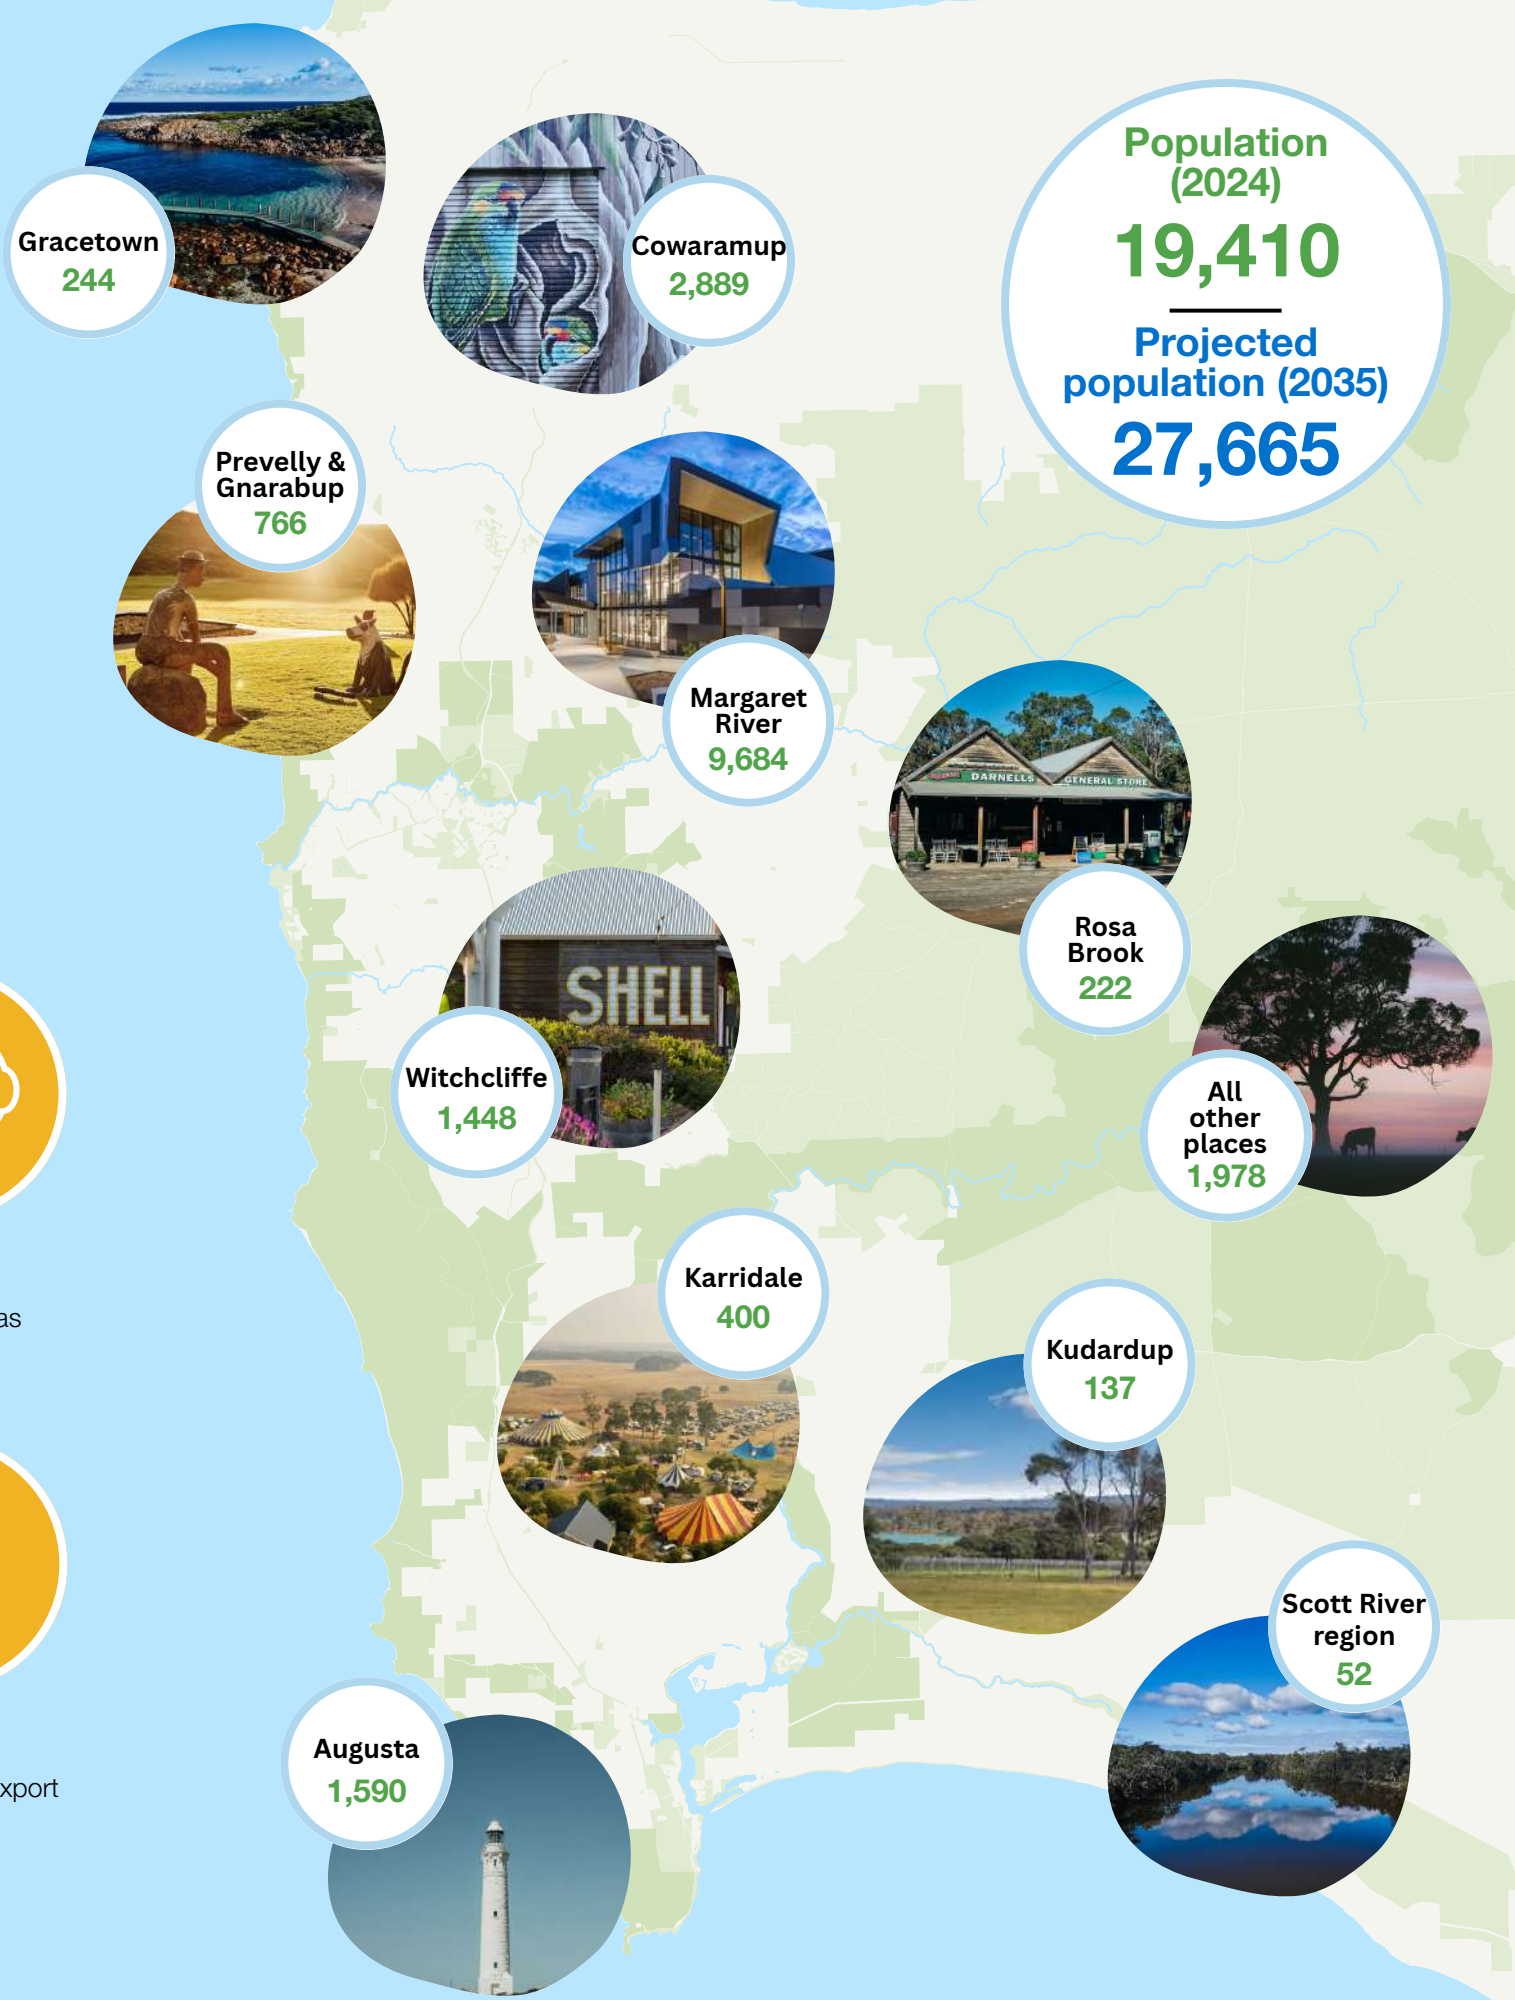 Population
(2024)
19,410
Projected
population (2035)
27,665
Gracetown
244
Cowaramup
2,889
Prevelly &
Gnarabup
766
Margaret
River
9,684
DARNELLS GENERAL STORE
Rosa
Brook
222
SHELL
Witchcliffe
1,448
All
other
places
1,978
Karridale
400
as
Kudardup
137
Scott River
region
52
Augusta
1,590
xport